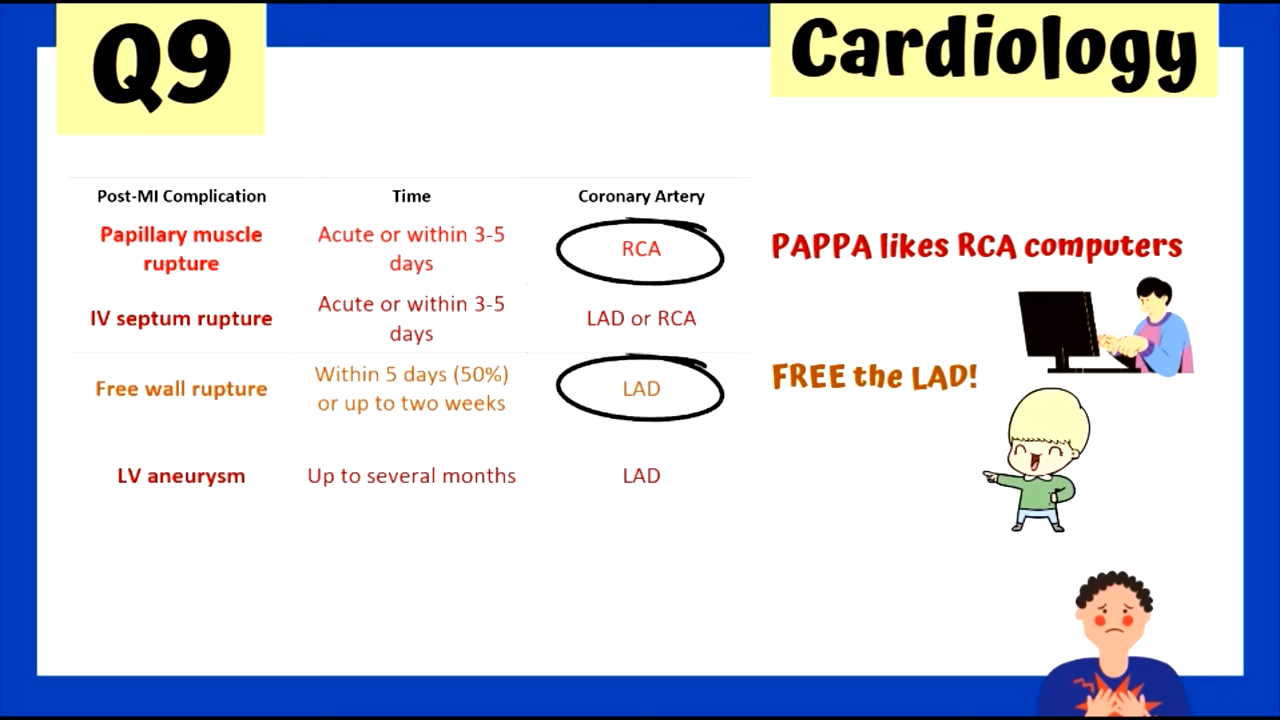 Q9
Cardiology
Post-MI Complication Time Coronary Artery
Papillary muscle
rupture
Acute or within 3-5
days
RCA
PAPPA likes RCA computers
IV septum rupture
Acute or within 3-5
days
LAD or RCA
Free wall rupture
Within 5 days (50%)
or up to two weeks
LAD
FREE the LAD!
LV aneurysm
Up to several months
LAD